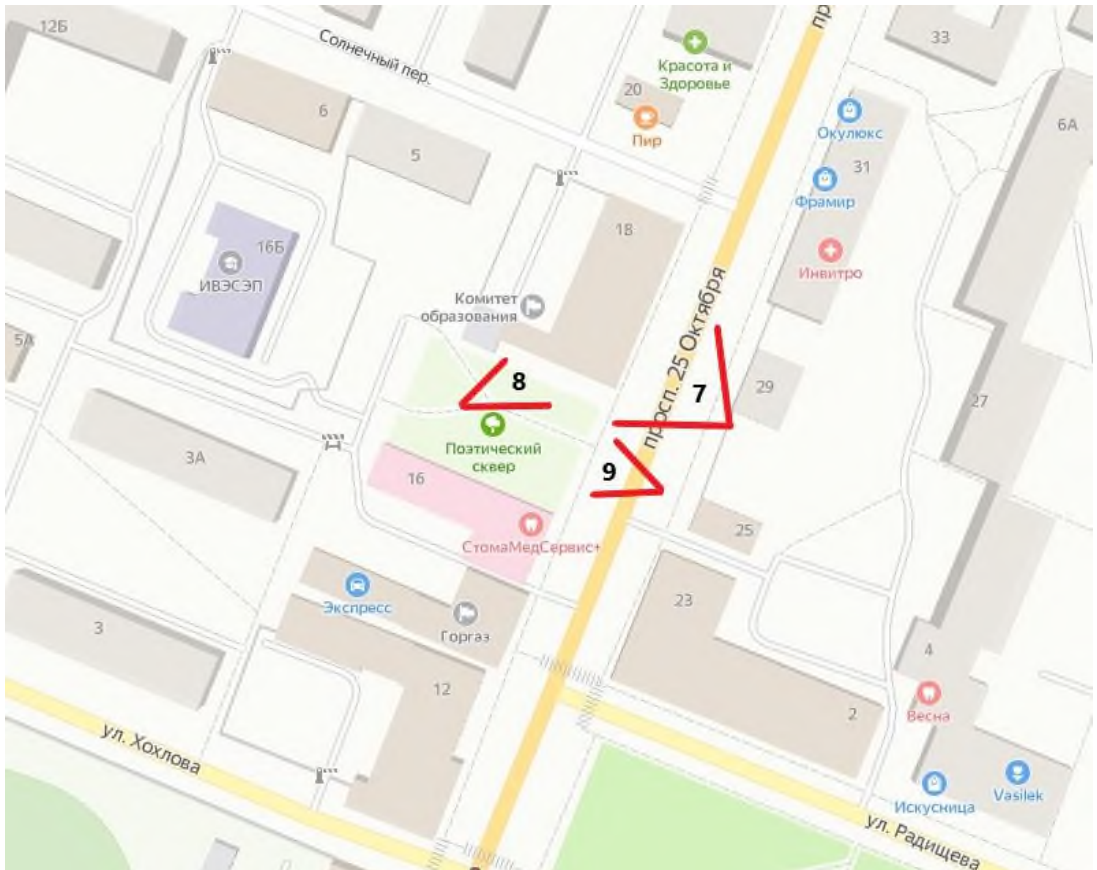 12Б
Солнечный пер.
6
5
20
Пир
Красота и
Здоровье
33
Окулюкс
31
Фрамир
Инвитро
6А
16Б
ИВЭСЭП
18
Комитет
образования
просп. 25 Октября
5А
8
7
29
27
Поэтический
сквер
3А
16
9
СтомаМедСервис+
25
Экспресс
Горгаз
23
3
12
4
Весна
2
ул. Хохлова
Искусница
Vasilek
ул. Радищева